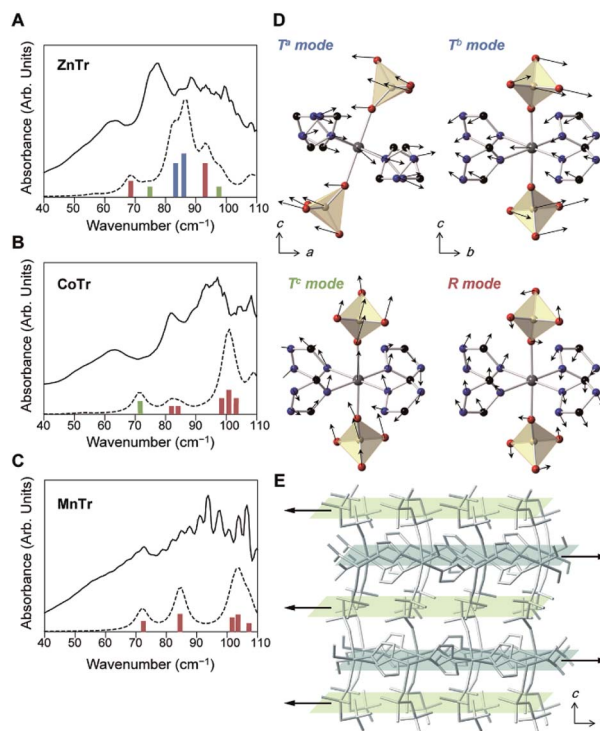 A
ZnTr
Absorbance (Arb. Units)
40 50 60 70 80 90 100 110
Wavenumber (cm⁻¹)
B
CoTr
Absorbance (Arb. Units)
40 50 60 70 80 90 100 110
Wavenumber (cm⁻¹)
C
MnTr
Absorbance (Arb. Units)
40 50 60 70 80 90 100 110
Wavenumber (cm⁻¹)
D
Tᵃ mode
Tᵇ mode
c
a
c
b
Tᶜ mode
R mode
E
c